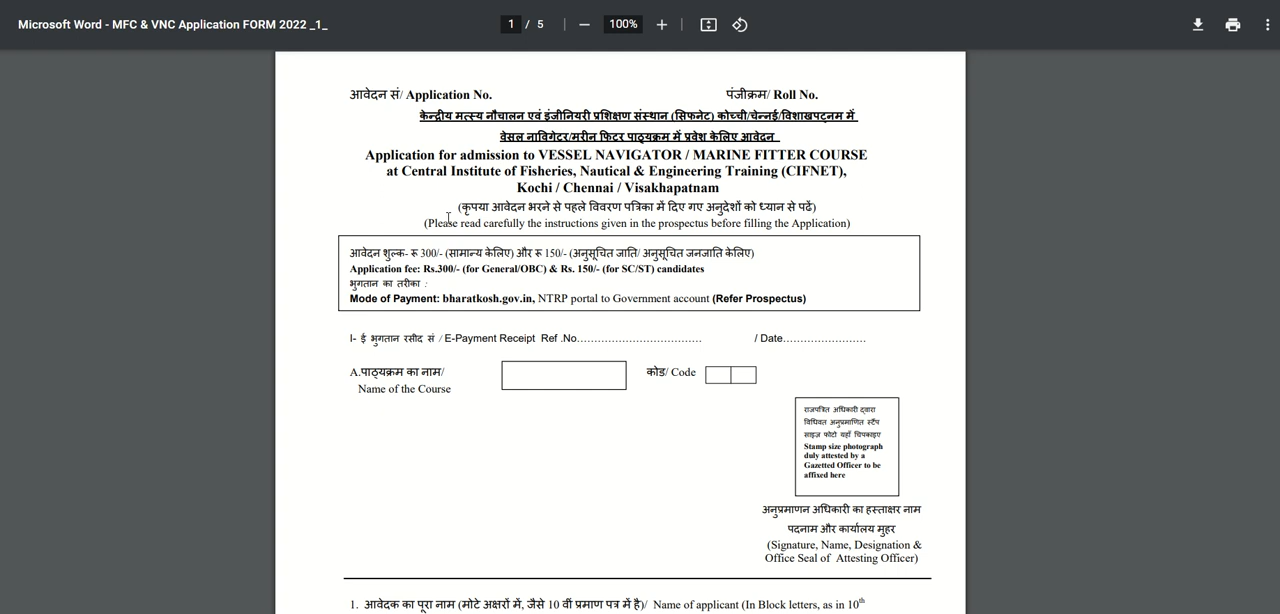 Microsoft Word - MFC & VNC Application FORM 2022 _1_
1 / 5
100%
आवेदन सं/ Application No. पंजीक्रम/ Roll No.
केन्द्रीय मत्स्य नौचालन एवं इंजीनियरी प्रशिक्षण संस्थान (सिफनेट) कोच्ची/चेन्नई/विशाखपट्नम में
वेसल नाविगेटर/मरीन फिटर पाठ्यक्रम में प्रवेश केलिए आवेदन
Application for admission to VESSEL NAVIGATOR / MARINE FITTER COURSE
at Central Institute of Fisheries, Nautical & Engineering Training (CIFNET),
Kochi / Chennai / Visakhapatnam
(कृपया आवेदन भरने से पहले विवरण पत्रिका में दिए गए अनुदेशों को ध्यान से पढें)
(Please read carefully the instructions given in the prospectus before filling the Application)
आवेदन शुल्क- रू 300/- (सामान्य केलिए) और रू 150/- (अनुसूचित जाति/ अनुसूचित जनजाति केलिए)
Application fee: Rs.300/- (for General/OBC) & Rs. 150/- (for SC/ST) candidates
भुगतान का तरीका :
Mode of Payment: bharatkosh.gov.in, NTRP portal to Government account (Refer Prospectus)
I- ई भुगतान रसीद सं / E-Payment Receipt Ref .No.................................... / Date........................
A.पाठ्यक्रम का नाम/ कोड/ Code
Name of the Course
राजपत्रित अधिकारी द्वारा
विधिवत अनुप्रमाणित स्टैंप
साइज़ फोटो यहाँ चिपकाइए
Stamp size photograph
duly attested by a
Gazetted Officer to be
affixed here
अनुप्रमाणन अधिकारी का हस्ताक्षर नाम
पदनाम और कार्यालय मुहर
(Signature, Name, Designation &
Office Seal of Attesting Officer)
1. आवेदक का पूरा नाम (मोटे अक्षरों में, जैसे 10 वीं प्रमाण पत्र में है)/ Name of applicant (In Block letters, as in 10th